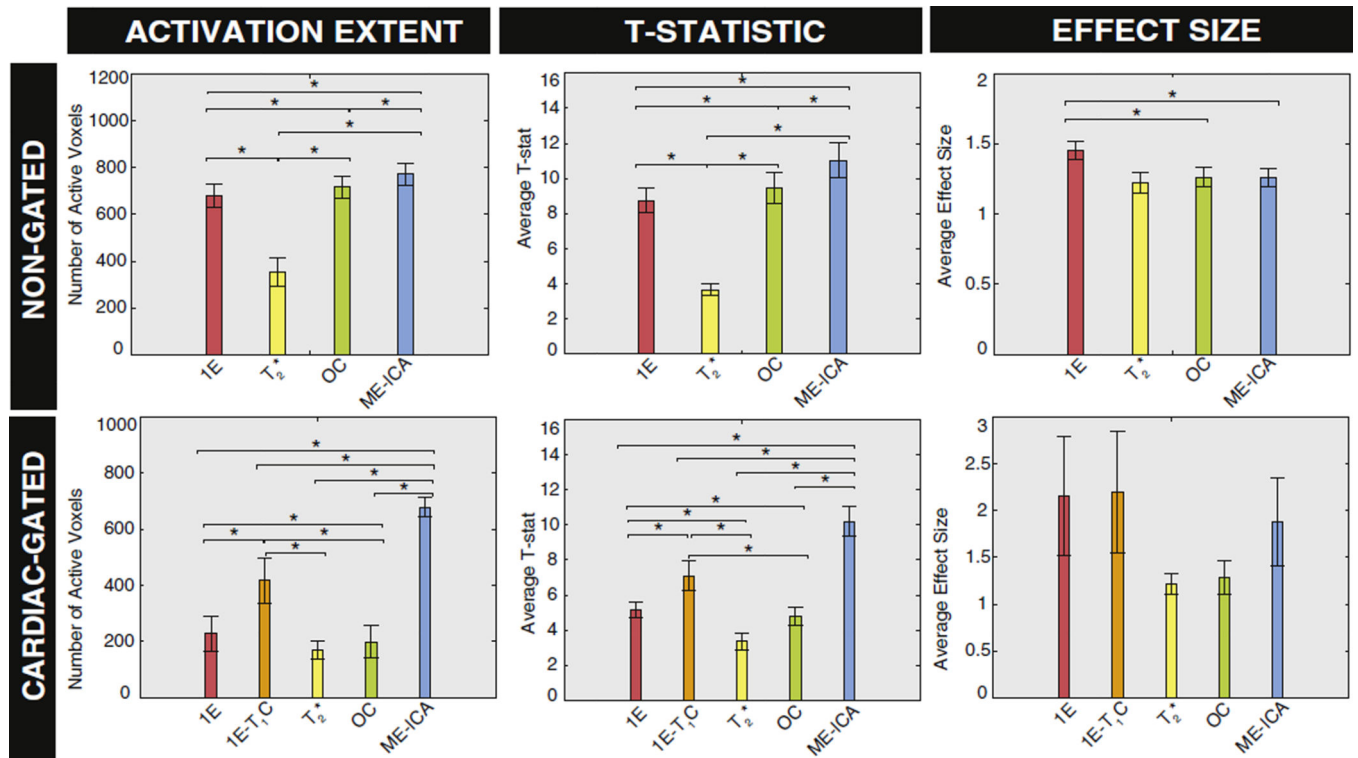 ACTIVATION EXTENT
T-STATISTIC
EFFECT SIZE
NON-GATED
Number of Active Voxels
1200
1000
800
600
400
200
0
* *
*
*
*
* *
1E
T₂*
OC
ME-ICA
Average T-stat
16
14
12
10
8
6
4
2
0
*
* *
*
* *
1E
T₂*
OC
ME-ICA
Average Effect Size
2
1.5
1
0.5
0
*
*
1E
T₂*
OC
ME-ICA
CARDIAC-GATED
Number of Active Voxels
1000
800
600
400
200
0
*
*
*
*
*
* *
*
1E
1E-T₁C
T₂*
OC
ME-ICA
Average T-stat
16
14
12
10
8
6
4
2
0
*
*
*
*
*
*
* *
*
1E
1E-T₁C
T₂*
OC
ME-ICA
Average Effect Size
3
2.5
2
1.5
1
0.5
0
1E
1E-T₁C
T₂*
OC
ME-ICA